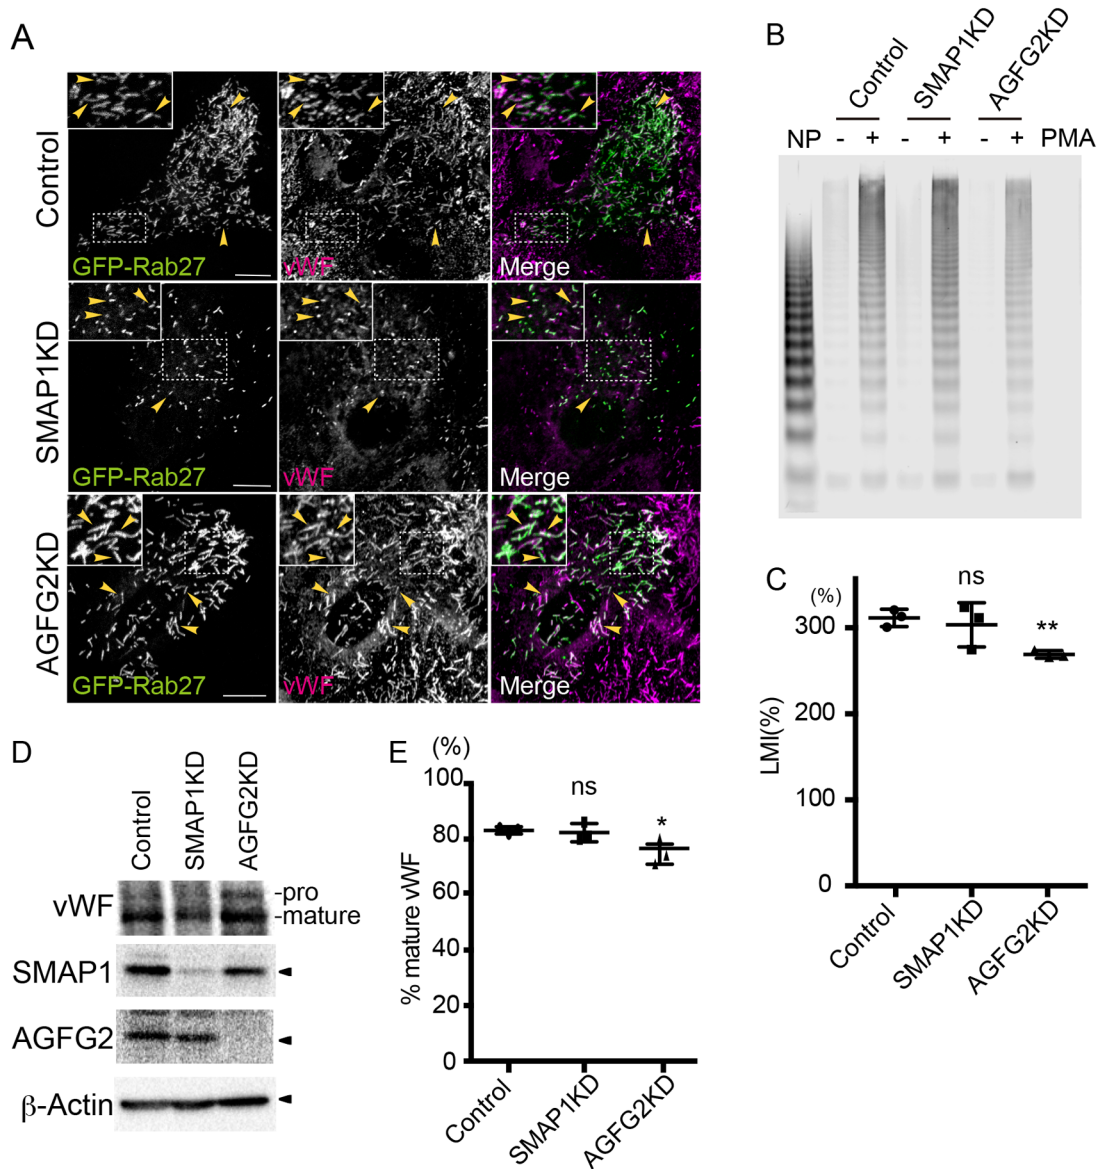 A
Control
GFP-Rab27
vWF
Merge
SMAP1KD
GFP-Rab27
vWF
Merge
AGFG2KD
GFP-Rab27
vWF
Merge
B
Control
SMAP1KD
AGFG2KD
NP - + - + - + PMA
C
(%)
ns
**
300
200
100
0
LMI(%)
Control
SMAP1KD
AGFG2KD
D
Control
SMAP1KD
AGFG2KD
vWF
-pro
-mature
SMAP1
AGFG2
β-Actin
E
(%)
100
80
60
40
20
0
ns
*
% mature vWF
Control
SMAP1KD
AGFG2KD